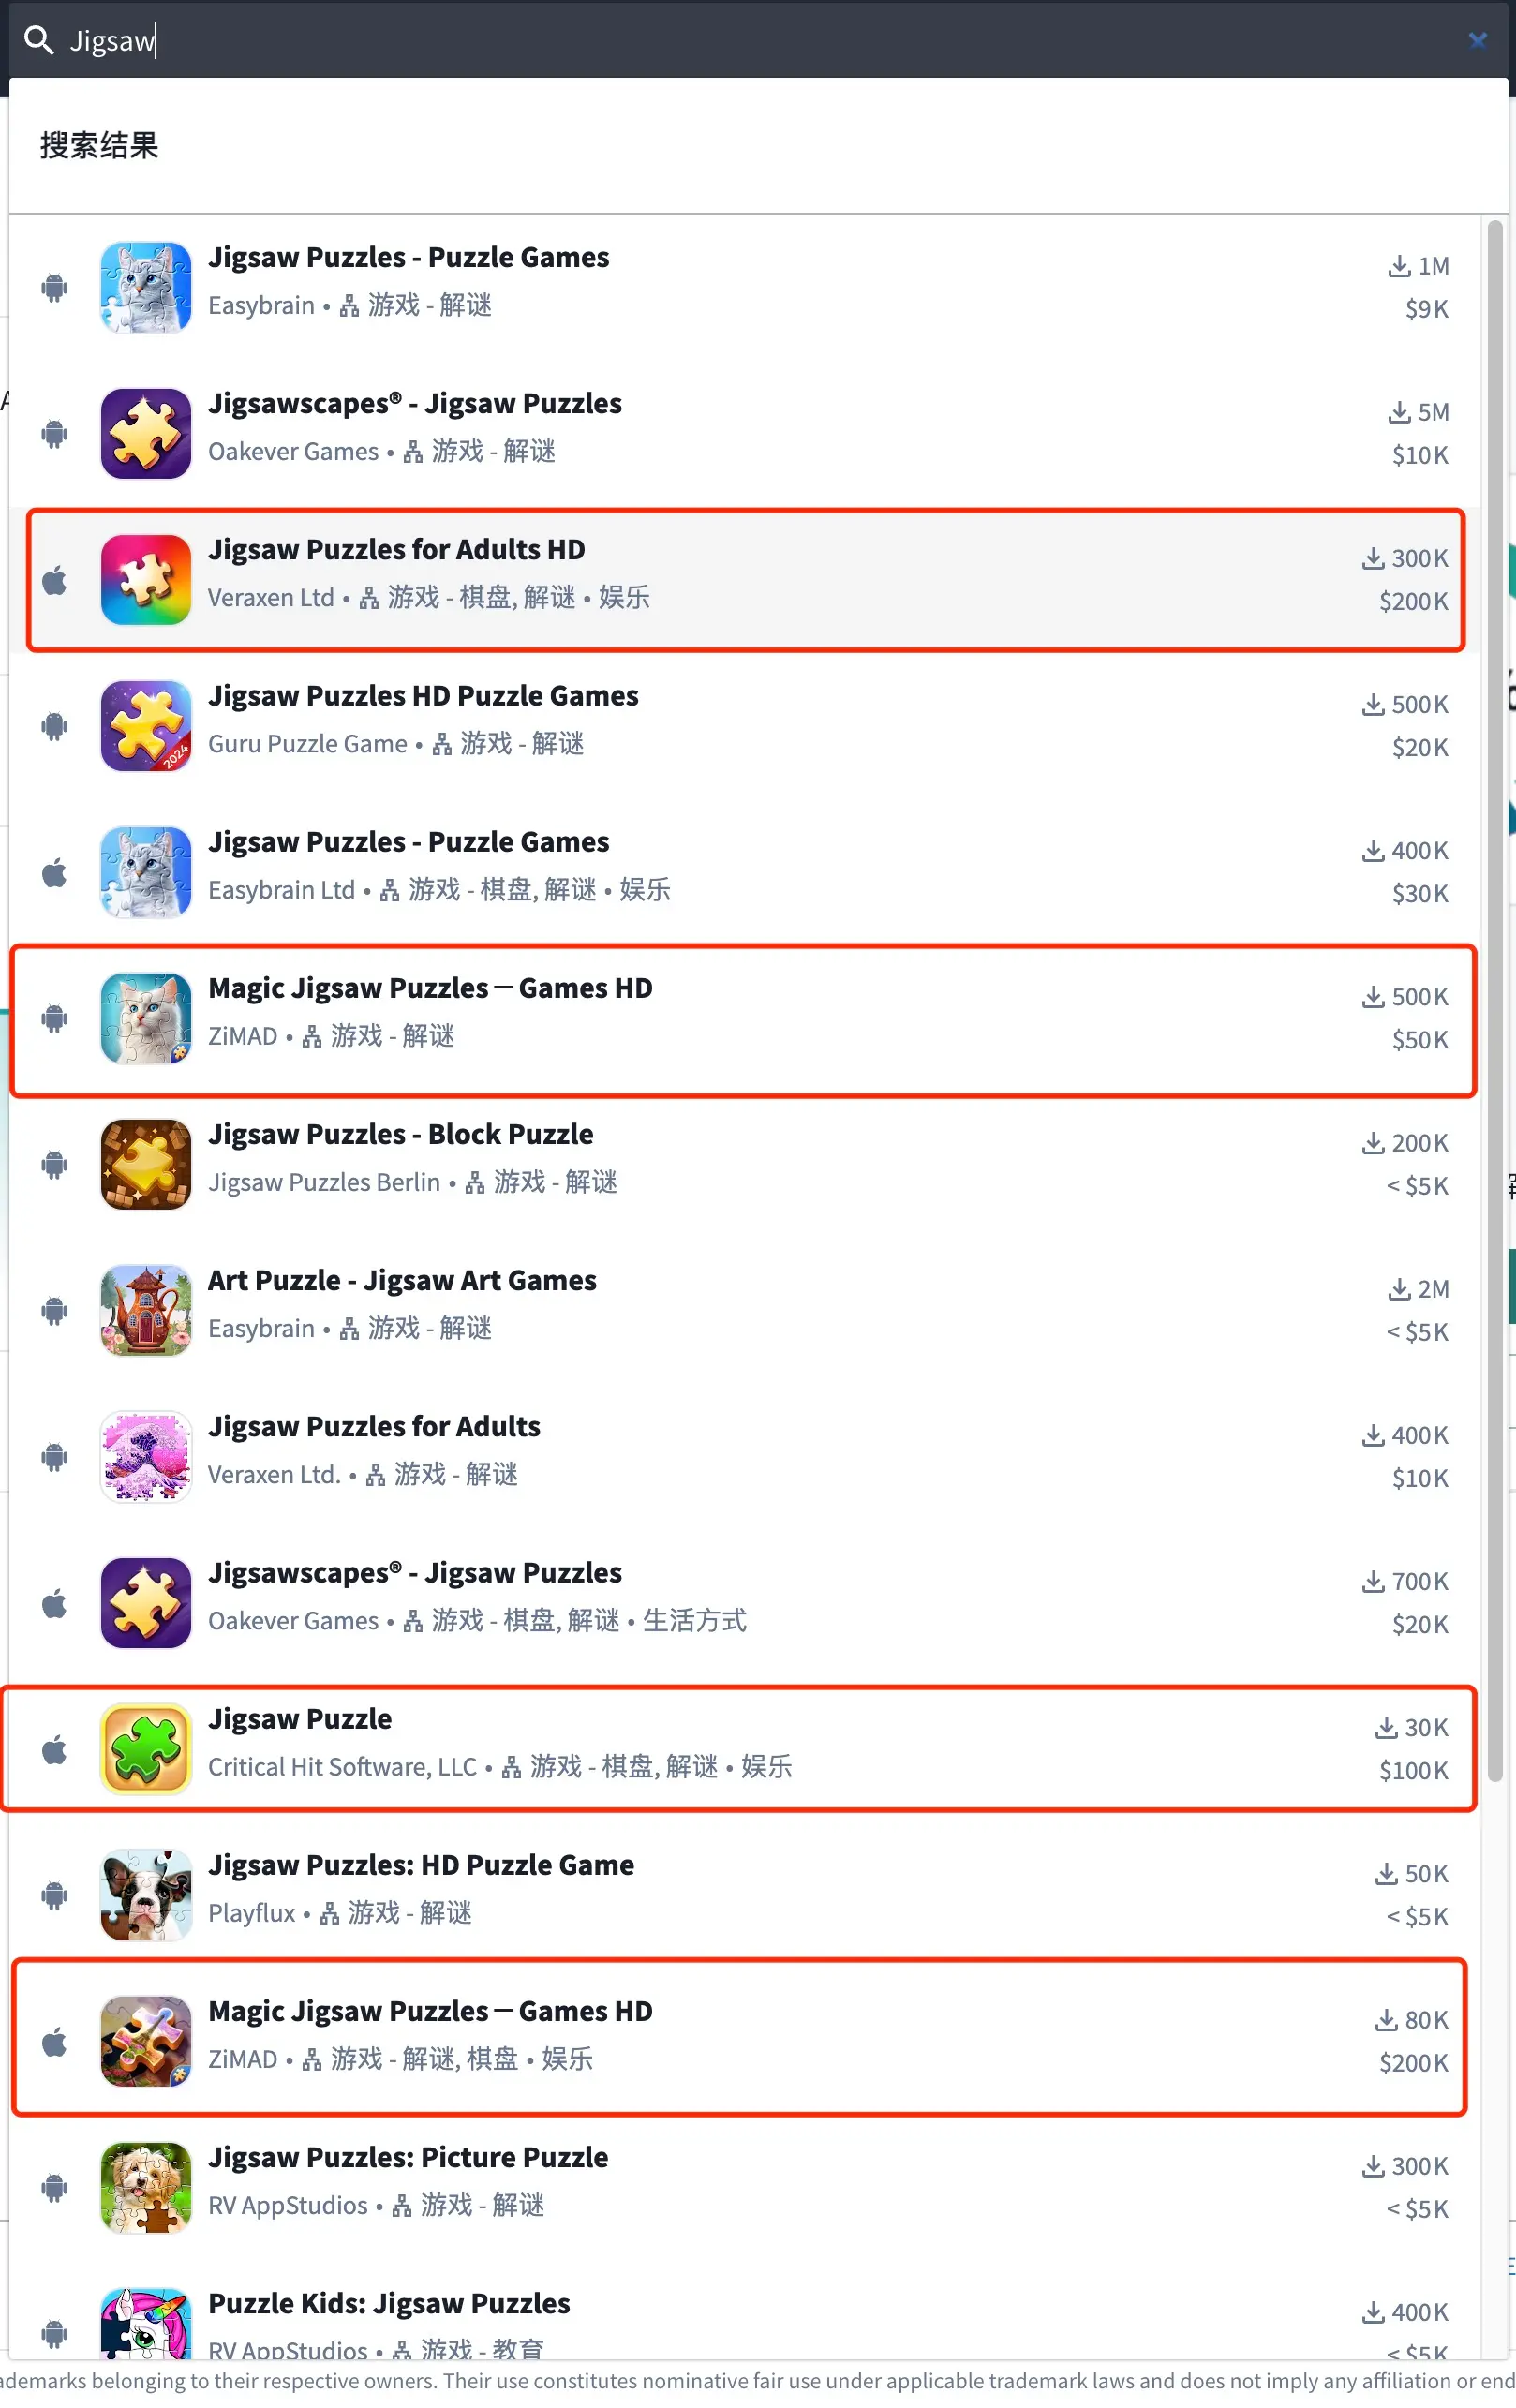 Jigsaw
搜索结果
Jigsaw Puzzles - Puzzle Games
1M
Easybrain • 游戏 - 解谜
$9K
Jigsawscapes® - Jigsaw Puzzles
5M
Oakever Games • 游戏 - 解谜
$10K
Jigsaw Puzzles for Adults HD
300K
Veraxen Ltd • 游戏 - 棋盘, 解谜 • 娱乐
$200K
Jigsaw Puzzles HD Puzzle Games
500K
Guru Puzzle Game • 游戏 - 解谜
$20K
2024
Jigsaw Puzzles - Puzzle Games
400K
Easybrain Ltd • 游戏 - 棋盘, 解谜 • 娱乐
$30K
Magic Jigsaw Puzzles－Games HD
500K
ZiMAD • 游戏 - 解谜
$50K
Jigsaw Puzzles - Block Puzzle
200K
Jigsaw Puzzles Berlin • 游戏 - 解谜
< $5K
Art Puzzle - Jigsaw Art Games
2M
Easybrain • 游戏 - 解谜
< $5K
Jigsaw Puzzles for Adults
400K
Veraxen Ltd. • 游戏 - 解谜
$10K
Jigsawscapes® - Jigsaw Puzzles
700K
Oakever Games • 游戏 - 棋盘, 解谜 • 生活方式
$20K
Jigsaw Puzzle
30K
Critical Hit Software, LLC • 游戏 - 棋盘, 解谜 • 娱乐
$100K
Jigsaw Puzzles: HD Puzzle Game
50K
Playflux • 游戏 - 解谜
< $5K
Magic Jigsaw Puzzles－Games HD
80K
ZiMAD • 游戏 - 解谜, 棋盘 • 娱乐
$200K
Jigsaw Puzzles: Picture Puzzle
300K
RV AppStudios • 游戏 - 解谜
< $5K
Puzzle Kids: Jigsaw Puzzles
400K
RV AppStudios • 游戏 - 教育
< $5K
ademarks belonging to their respective owners. Their use constitutes nominative fair use under applicable trademark laws and does not imply any affiliation or end